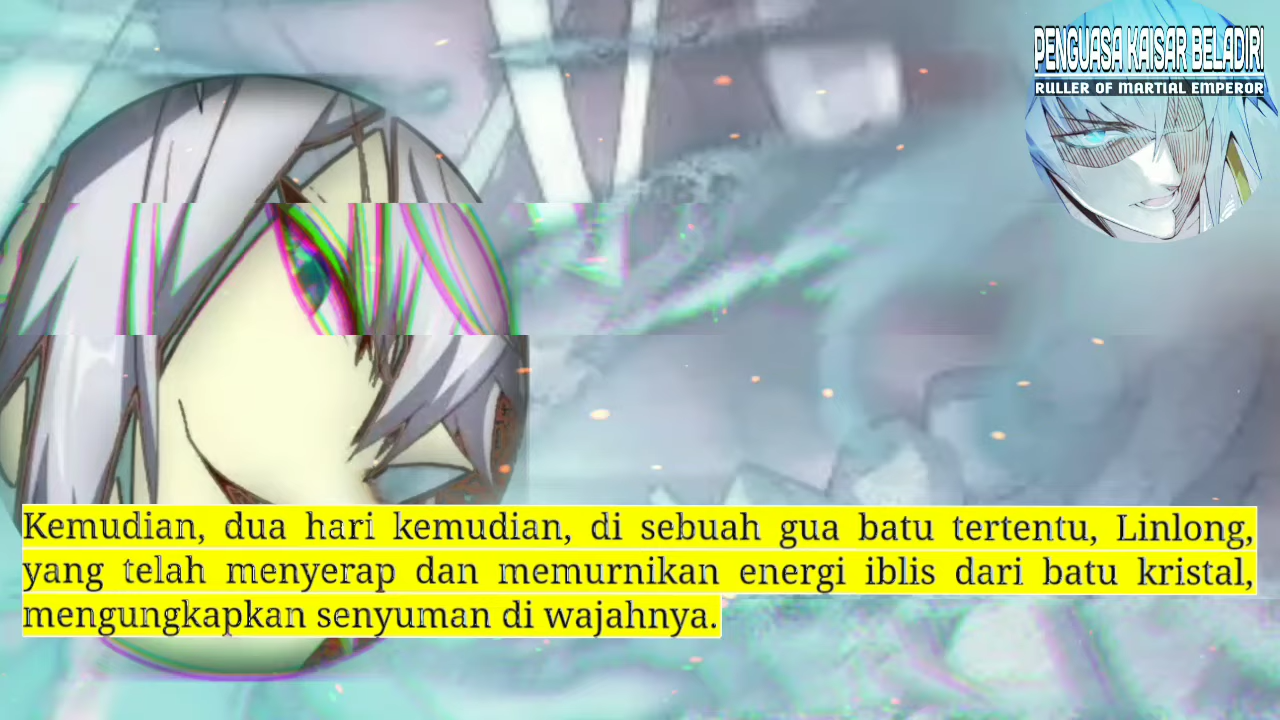 PENGUASA KAISAR BELADIRI
RULLER OF MARTIAL EMPEROR
Kemudian, dua hari kemudian, di sebuah gua batu tertentu, Linlong,
yang telah menyerap dan memurnikan energi iblis dari batu kristal,
mengungkapkan senyuman di wajahnya.